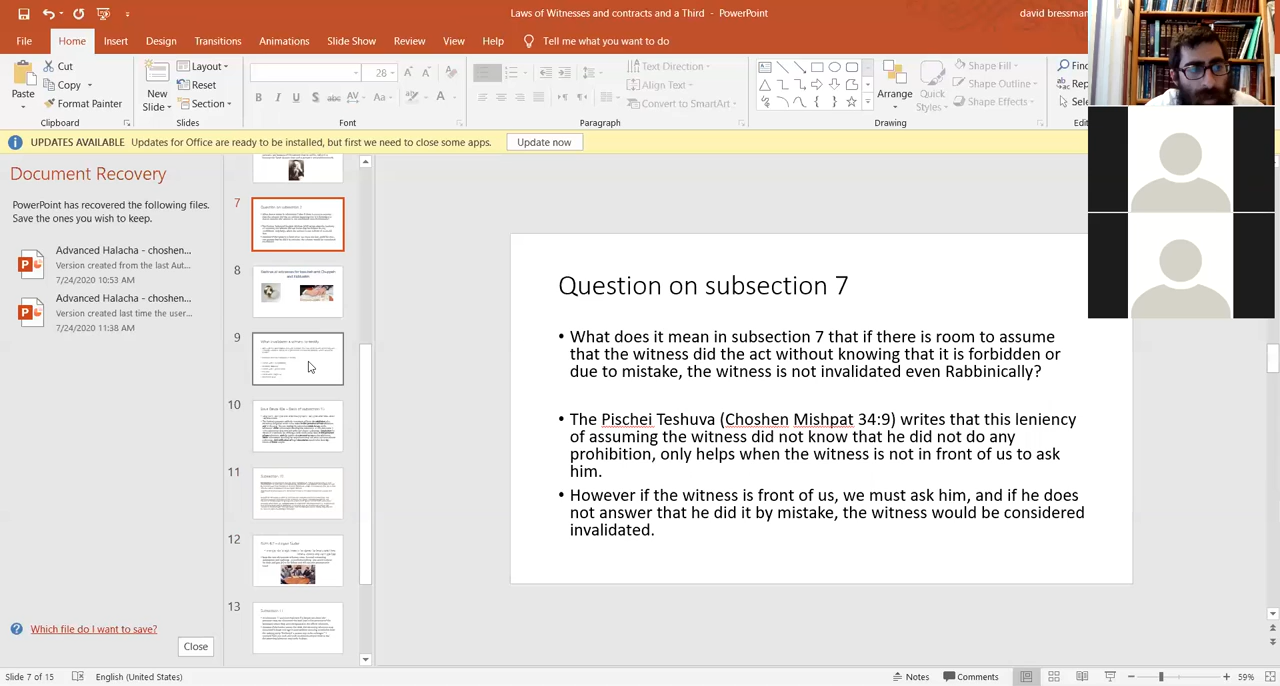 Laws of Witnesses and contracts and a Third - PowerPoint
david bressman
File
Home
Insert
Design
Transitions
Animations
Slide Show
Review
View
Help
Tell me what you want to do
Paste
Cut
Copy
Format Painter
Clipboard
New Slide
Layout
Reset
Section
Slides
28
Font
Text Direction
Align Text
Convert to SmartArt
Paragraph
Arrange
Quick Styles
Shape Fill
Shape Outline
Shape Effects
Drawing
UPDATES AVAILABLE Updates for Office are ready to be installed, but first we need to close some apps.
Update now
Document Recovery
PowerPoint has recovered the following files.
Save the ones you wish to keep.
Advanced Halacha - choshen...
Version created from the last Aut...
7/24/2020 10:53 AM
Advanced Halacha - choshen...
Version created last time the user...
7/24/2020 11:38 AM
Which file do I want to save?
Close
7
8
9
10
11
12
13
Question on subsection 7
• What does it mean in subsection 7 that if there is room to assume
that the witness did the act without knowing that it is forbidden or
due to mistake, the witness is not invalidated even Rabbinically?
• The Pischei Teshuva (Choshen Mishpat 34:9) writes that this leniency
of assuming the witness did not know that he did not do any
prohibition, only helps when the witness is not in front of us to ask
him.
• However if the witness is in front of us, we must ask him, and if he does
not answer that he did it by mistake, the witness would be considered
invalidated.
Slide 7 of 15
English (United States)
Notes
Comments
59%